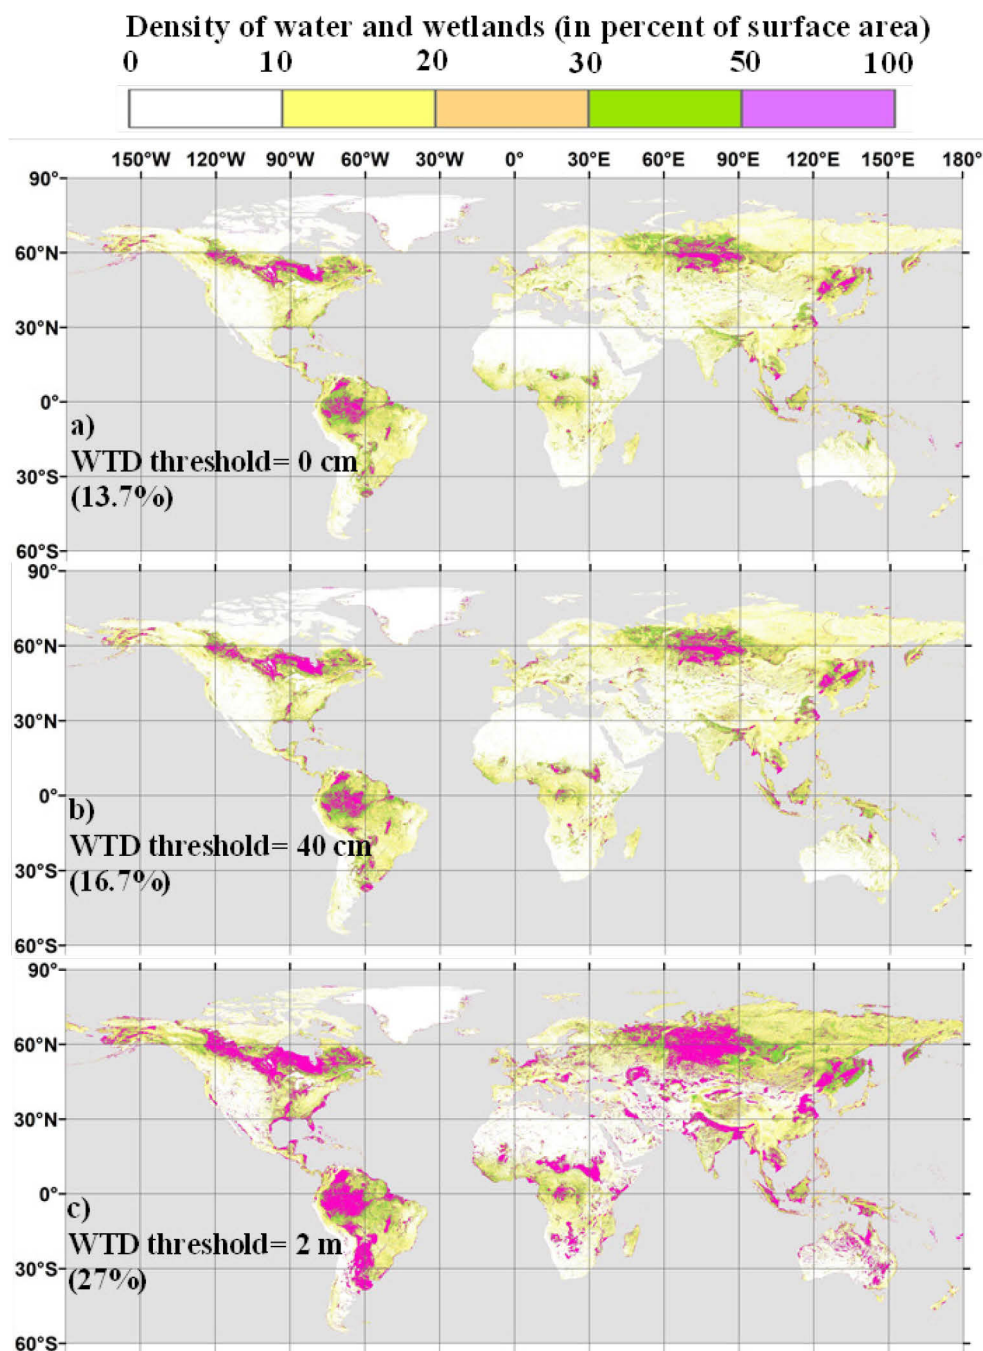 Density of water and wetlands (in percent of surface area)
0 10 20 30 50 100
150°W 120°W 90°W 60°W 30°W 0° 30°E 60°E 90°E 120°E 150°E 180°
90°
60°N
30°N
0°
a)
WTD threshold= 0 cm
30°S
(13.7%)
60°S
90°
60°N
30°N
0°
b)
WTD threshold= 40 cm
30°S
(16.7%)
60°S
90°
60°N
30°N
0°
c)
WTD threshold= 2 m
30°S
(27%)
60°S